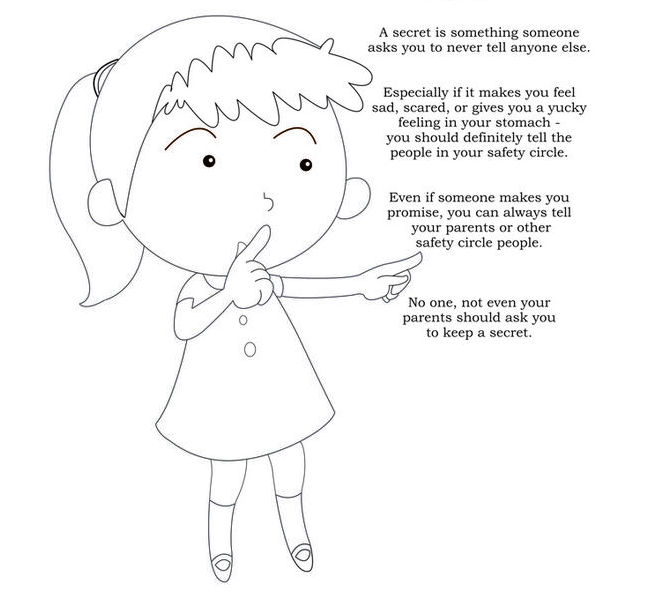 A secret is something someone
asks you to never tell anyone else.
Especially if it makes you feel
sad, scared, or gives you a yucky
feeling in your stomach -
you should definitely tell the
people in your safety circle.
Even if someone makes you
promise, you can always tell
your parents or other
safety circle people.
No one, not even your
parents should ask you
to keep a secret.